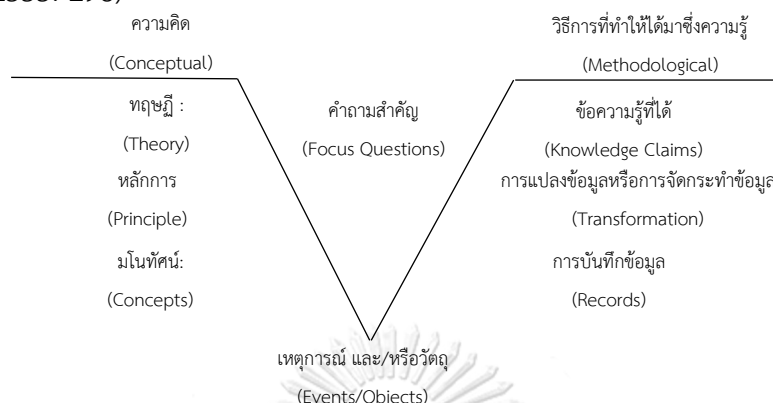 ความคิด
(Conceptual)
ทฤษฏี :
(Theory)
หลักการ
(Principle)
มโนทัศน์:
(Concepts)
คำถามสำคัญ
(Focus Questions)
วิธีการที่ทำให้ได้มาซึ่งความรู้
(Methodological)
ข้อความรู้ที่ได้
(Knowledge Claims)
การแปลงข้อมูลหรือการจัดกระทำข้อมูล
(Transformation)
การบันทึกข้อมูล
(Records)
เหตุการณ์ และ/หรือวัตถุ
(Events/Objects)